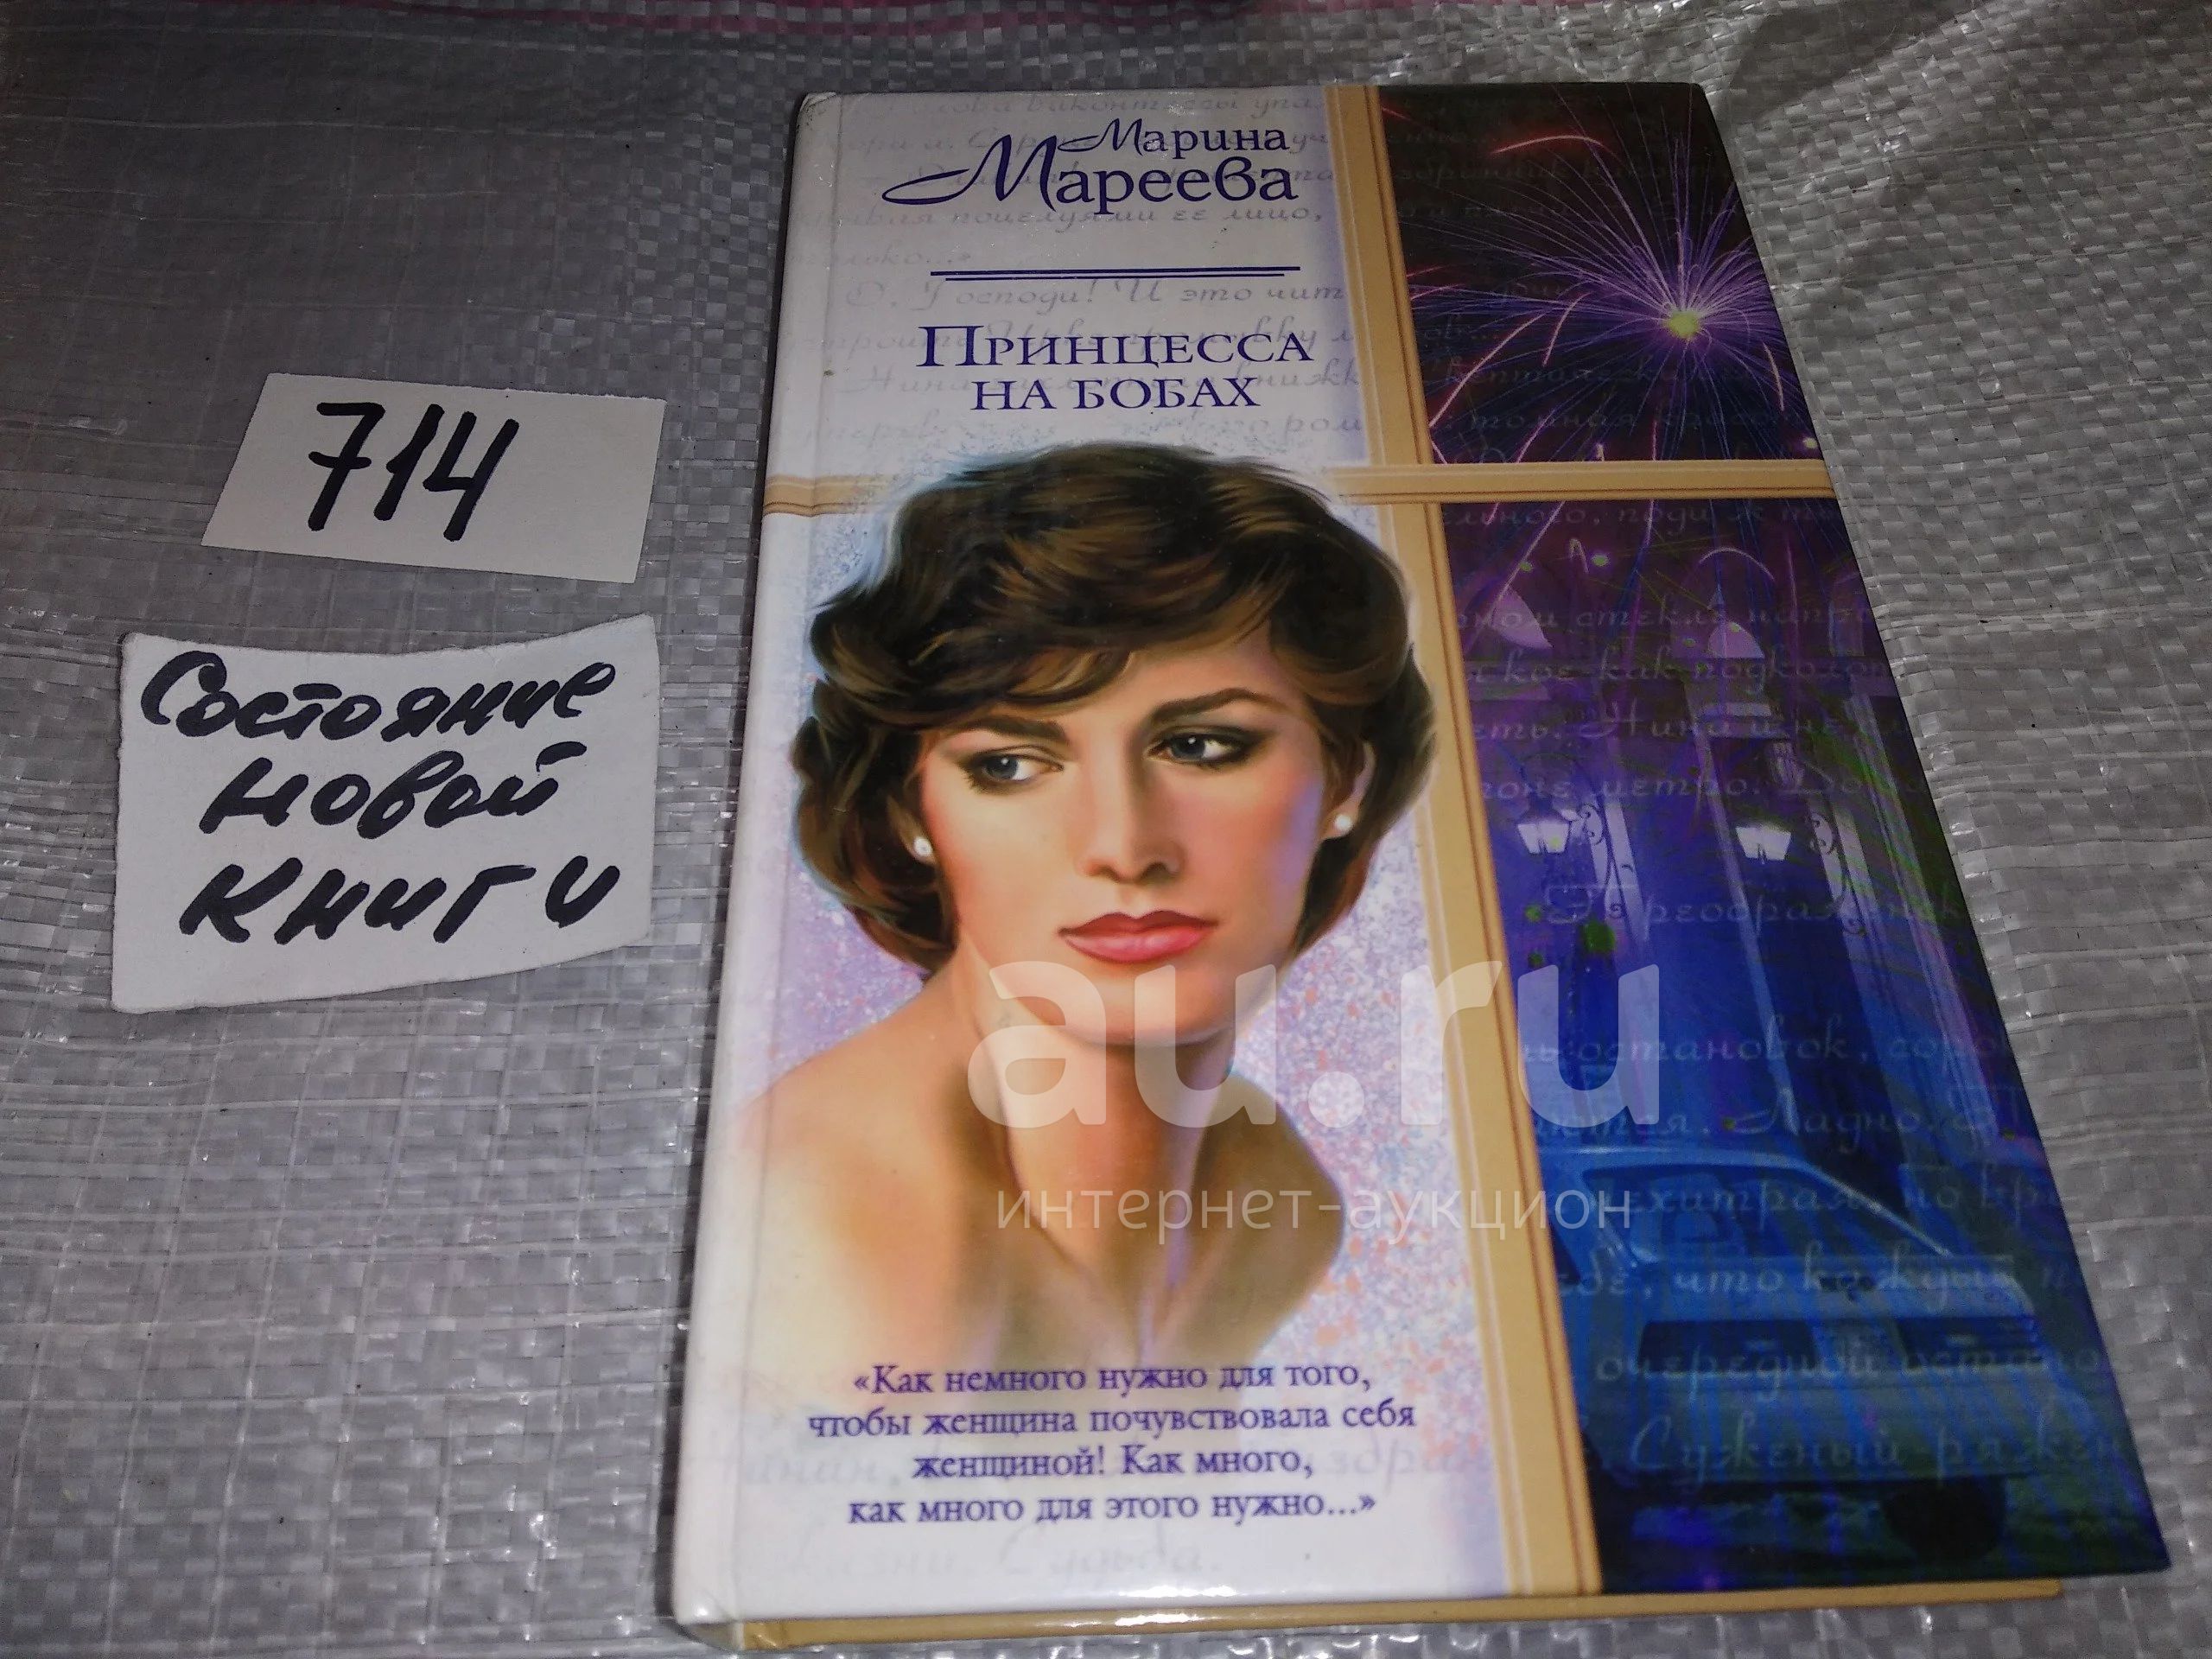 Марина
Мареева
Принцесса
на бобах
714
Состояние
новой
книги
au.ru
интернет-аукцион
«Как немного нужно для того,
чтобы женщина почувствовала себя
женщиной! Как много,
как много для этого нужно...»